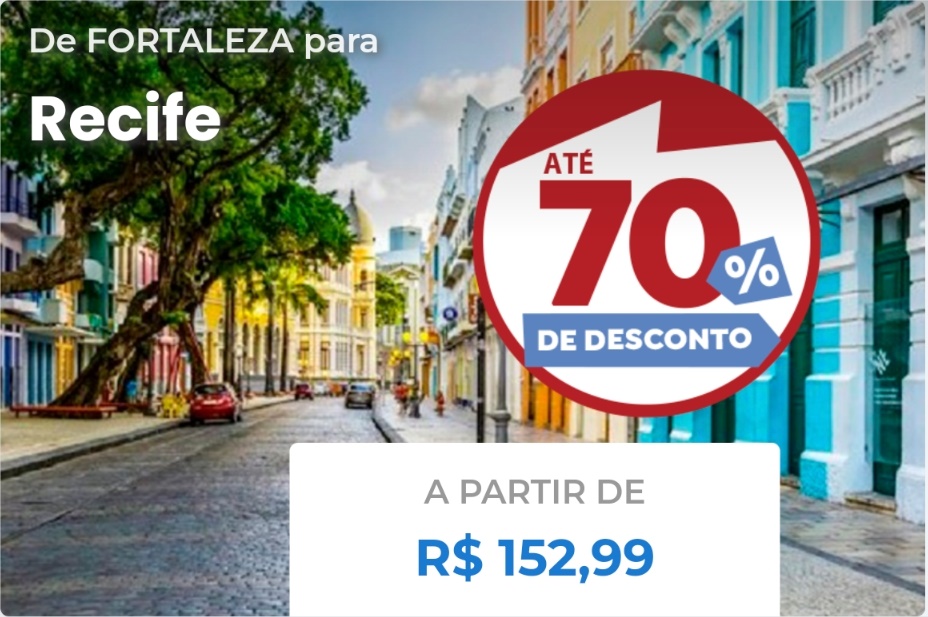 De FORTALEZA para
Recife
ATÉ
70%
DE DESCONTO
A PARTIR DE
R$ 152,99